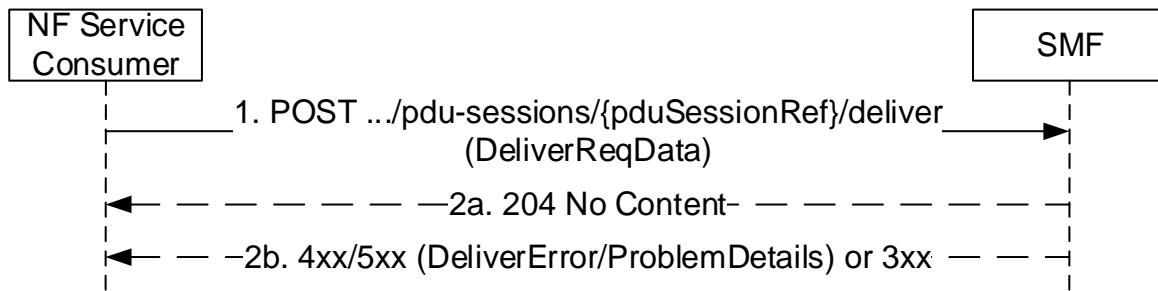 NF Service
Consumer
SMF
1. POST .../pdu-sessions/{pduSessionRef}/deliver
(DeliverReqData)
2a. 204 No Content
2b. 4xx/5xx (DeliverError/ProblemDetails) or 3xx